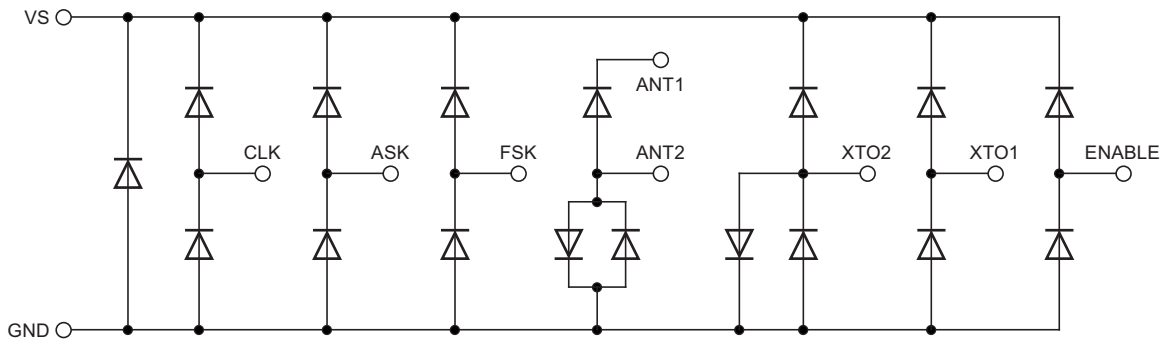 VS
ANT1
CLK
ASK
FSK
ANT2
XTO2
XTO1
ENABLE
GND